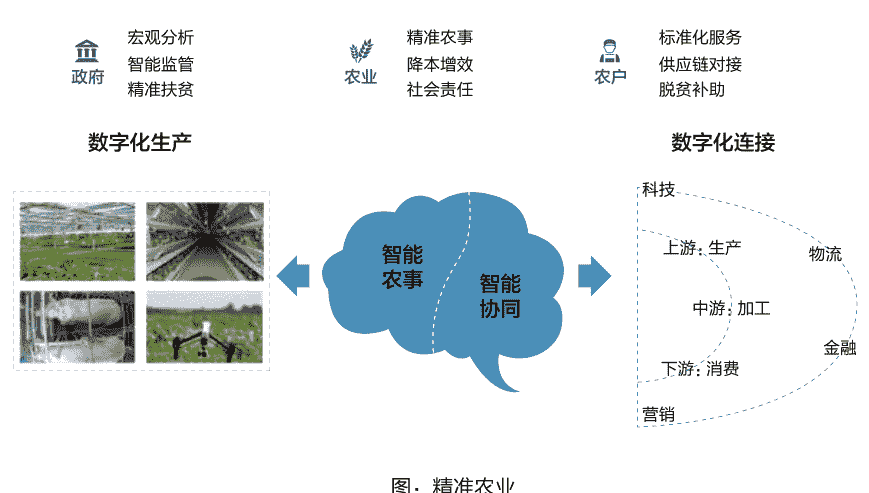 宏观分析
智能监管
精准扶贫
政府
精准农事
降本增效
社会责任
农业
标准化服务
供应链对接
脱贫补助
农户
数字化生产
数字化连接
智能
农事
智能
协同
科技
上游：生产
物流
中游：加工
金融
下游：消费
营销
图：精准农业